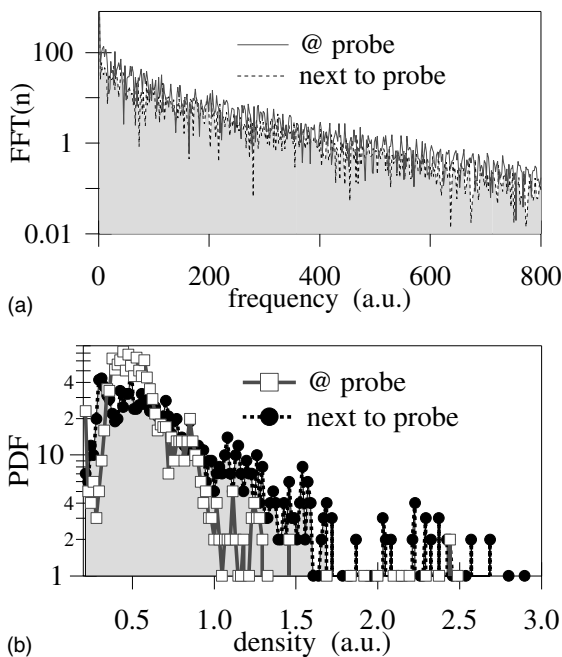 100
1
0.01
FFT(n)
@ probe
next to probe
0 200 400 600 800
frequency (a.u.)
(a)
4
2
10
4
2
1
PDF
@ probe
next to probe
0.5 1.0 1.5 2.0 2.5 3.0
density (a.u.)
(b)